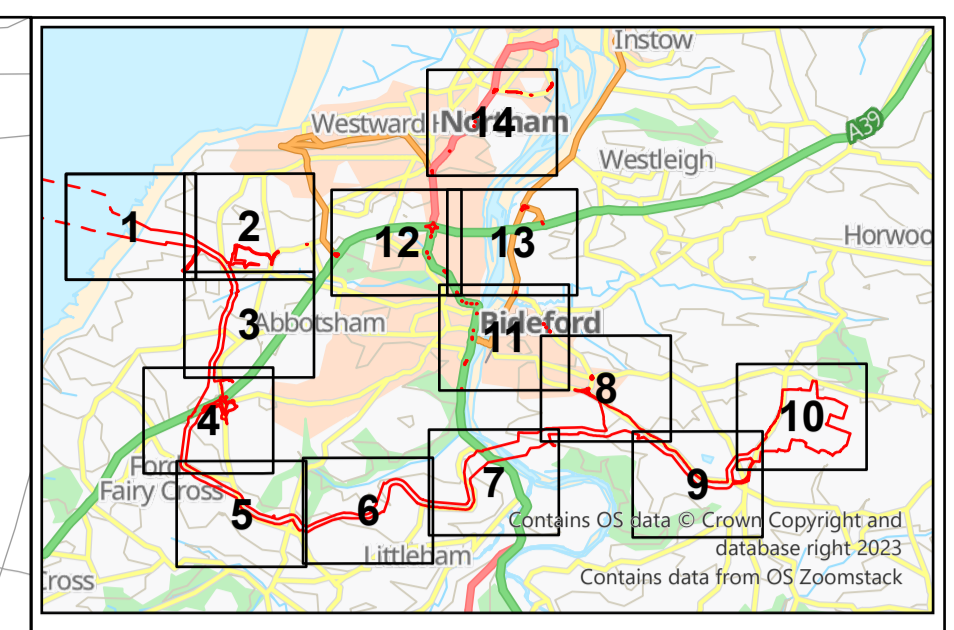 Instow
Westward H
Northam
14
A39
Westleigh
1
2
12
13
Horwoo
3
Abbotsham
Bideford
11
8
4
10
Ford
Fairy Cross
7
9
5
6
Contains OS data © Crown Copyright and
database right 2023
Littleham
Contains data from OS Zoomstack
Cross